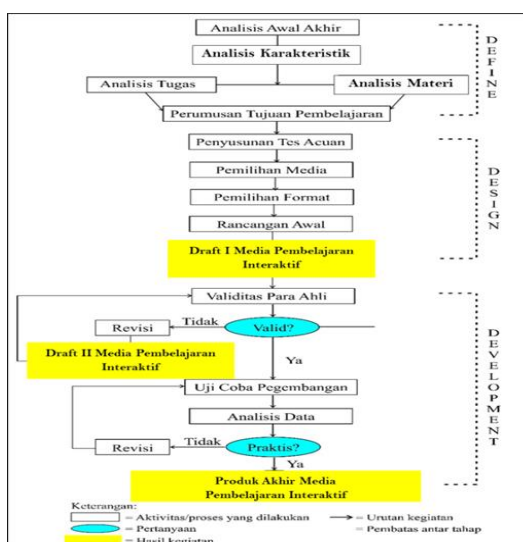 Analisis Awal Akhir
Analisis Karakteristik
Analisis Tugas
Analisis Materi
Perumusan Tujuan Pembelajaran
DEFINE
Penyusunan Tes Acuan
Pemilihan Media
Pemilihan Format
Rancangan Awal
Draft I Media Pembelajaran
Interaktif
DESIGN
Validitas Para Ahli
Revisi
Tidak
Valid?
Draft II Media Pembelajaran
Interaktif
Ya
Uji Coba Pegembangan
Analisis Data
Revisi
Tidak
Praktis?
Ya
Produk Akhir Media
Pembelajaran Interaktif
DEVELOPMENT
Keterangan:
= Aktivitas/proses yang dilakukan
= Urutan kegiatan
= Pertanyaan
= Pembatas antar tahap
= Hasil kegiatan